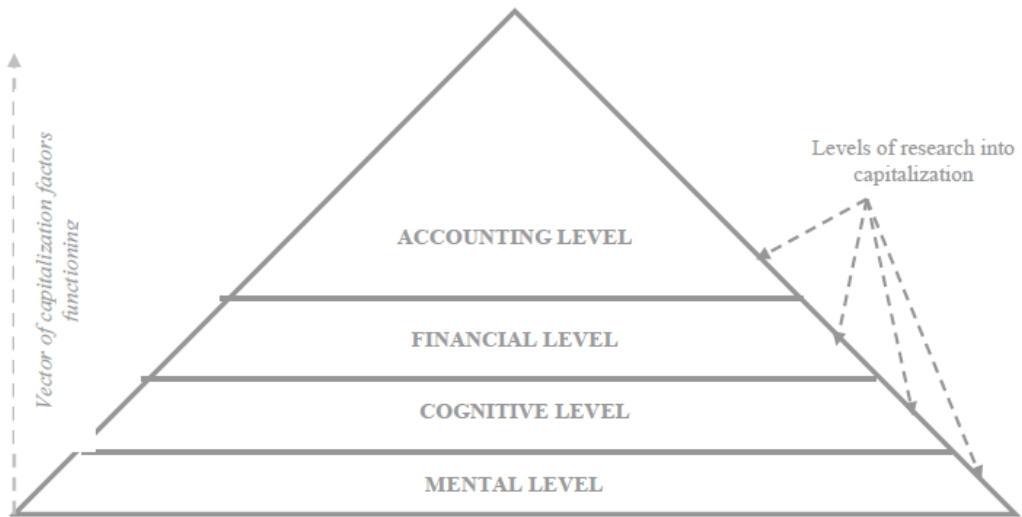 Levels of research into
capitalization
Vector of capitalization factors
functioning
ACCOUNTING LEVEL
FINANCIAL LEVEL
COGNITIVE LEVEL
MENTAL LEVEL